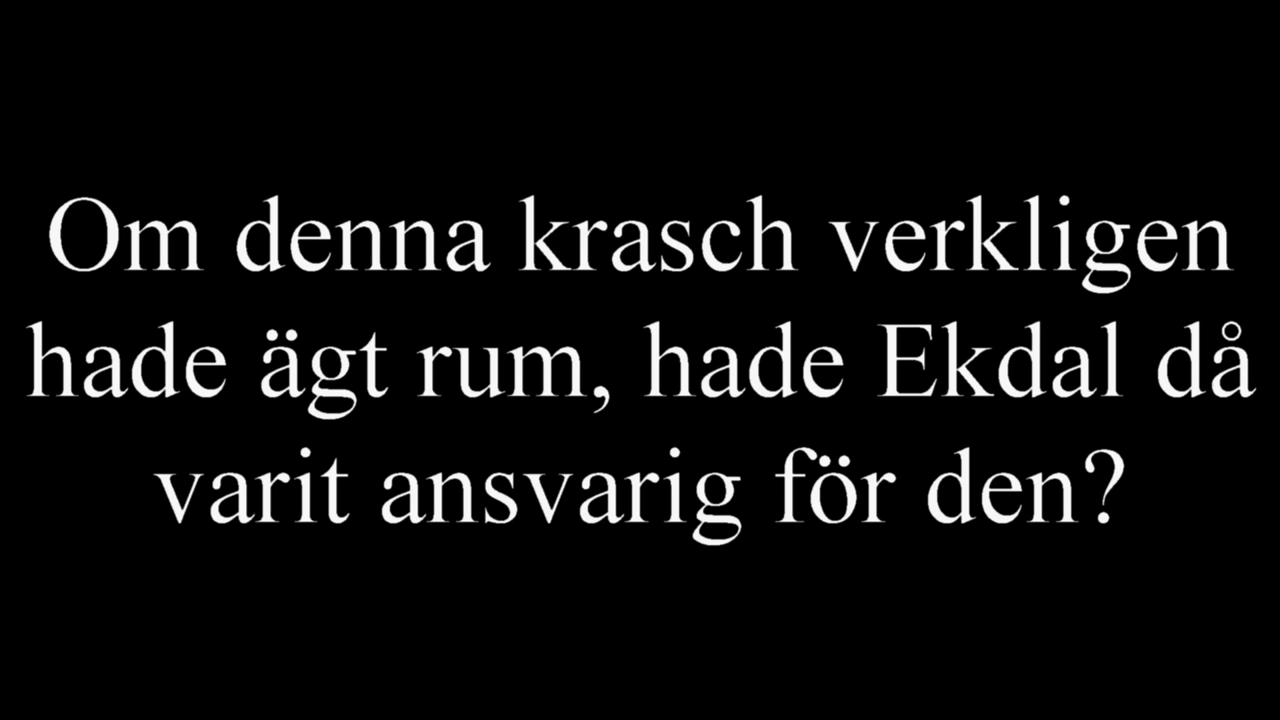 Om denna krasch verkligen
hade ägt rum, hade Ekdal då
varit ansvarig för den?